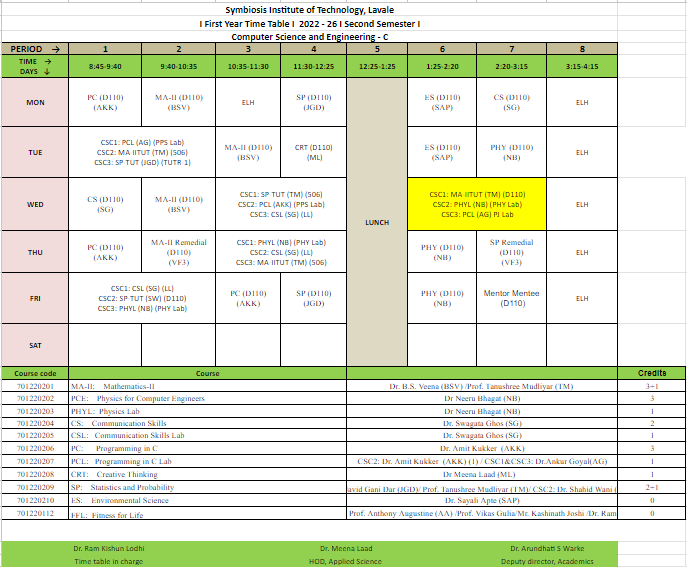 Symbiosis Institute of Technology, Lavale
I First Year Time Table I 2022 - 26 I Second Semester I
Computer Science and Engineering - C
PERIOD → 1 2 3 4 5 6 7 8
TIME → 8:45-9:40 9:40-10:35 10:35-11:30 11:30-12:25 12:25-1:25 1:25-2:20 2:20-3:15 3:15-4:15
DAYS ↓
MON
PC (D110)
(AKK)
MA-II (D110)
(BSV)
ELH
SP (D110)
(JGD)
ES (D110)
(SAP)
CS (D110)
(SG)
ELH
TUE
CSC1: PCL (AG) (PPS Lab)
CSC2: MA IITUT (TM) (506)
CSC3: SP TUT (JGD) (TUTR 1)
MA-II (D110)
(BSV)
CRT (D110)
(ML)
ES (D110)
(SAP)
PHY (D110)
(NB)
ELH
WED
CS (D110)
(SG)
MA-II (D110)
(BSV)
CSC1: SP TUT (TM) (506)
CSC2: PCL (AKK) (PPS Lab)
CSC3: CSL (SG) (LL)
LUNCH
CSC1: MA IITUT (TM) (D110)
CSC2: PHYL (NB) (PHY Lab)
CSC3: PCL (AG) PJ Lab
ELH
THU
PC (D110)
(AKK)
MA-II Remedial
(D110)
(VF3)
CSC1: PHYL (NB) (PHY Lab)
CSC2: CSL (SG) (LL)
CSC3: MA IITUT (TM) (506)
PHY (D110)
(NB)
SP Remedial
(D110)
(VF3)
ELH
FRI
CSC1: CSL (SG) (LL)
CSC2: SP TUT (SW) (D110)
CSC3: PHYL (NB) (PHY Lab)
PC (D110)
(AKK)
SP (D110)
(JGD)
PHY (D110)
(NB)
Mentor Mentee
(D110)
ELH
SAT
Course code Course Credits
701220201 MA-II: Mathematics-II Dr. B.S. Veena (BSV) /Prof. Tanushree Mudliyar (TM) 3+1
701220202 PCE: Physics for Computer Engineers Dr Neeru Bhagat (NB) 3
701220203 PHYL: Physics Lab Dr Neeru Bhagat (NB) 1
701220204 CS: Communication Skills Dr. Swagata Ghos (SG) 2
701220205 CSL: Communication Skills Lab Dr. Swagata Ghos (SG) 1
701220206 PC: Programming in C Dr. Amit Kukker (AKK) 3
701220207 PCL: Programming in C Lab CSC2: Dr. Amit Kukker (AKK) (1) / CSC1&CSC3: Dr.Ankur Goyal(AG) 1
701220208 CRT: Creative Thinking Dr Meena Laad (ML) 1
701220209 SP: Statistics and Probability avid Gani Dar (JGD)/ Prof. Tanushree Mudliyar (TM)/ CSC2: Dr. Shahid Wani ( 2+1
701220210 ES: Environmental Science Dr. Sayali Apte (SAP) 0
701220112 FFL: Fitness for Life Prof. Anthony Augustine (AA) /Prof. Vikas Gulia/Mr. Kashinath Joshi /Dr. Ram 0
Dr. Ram Kishun Lodhi Dr. Meena Laad Dr. Arundhati S Warke
Time table in charge HOD, Applied Science Deputy director, Academics